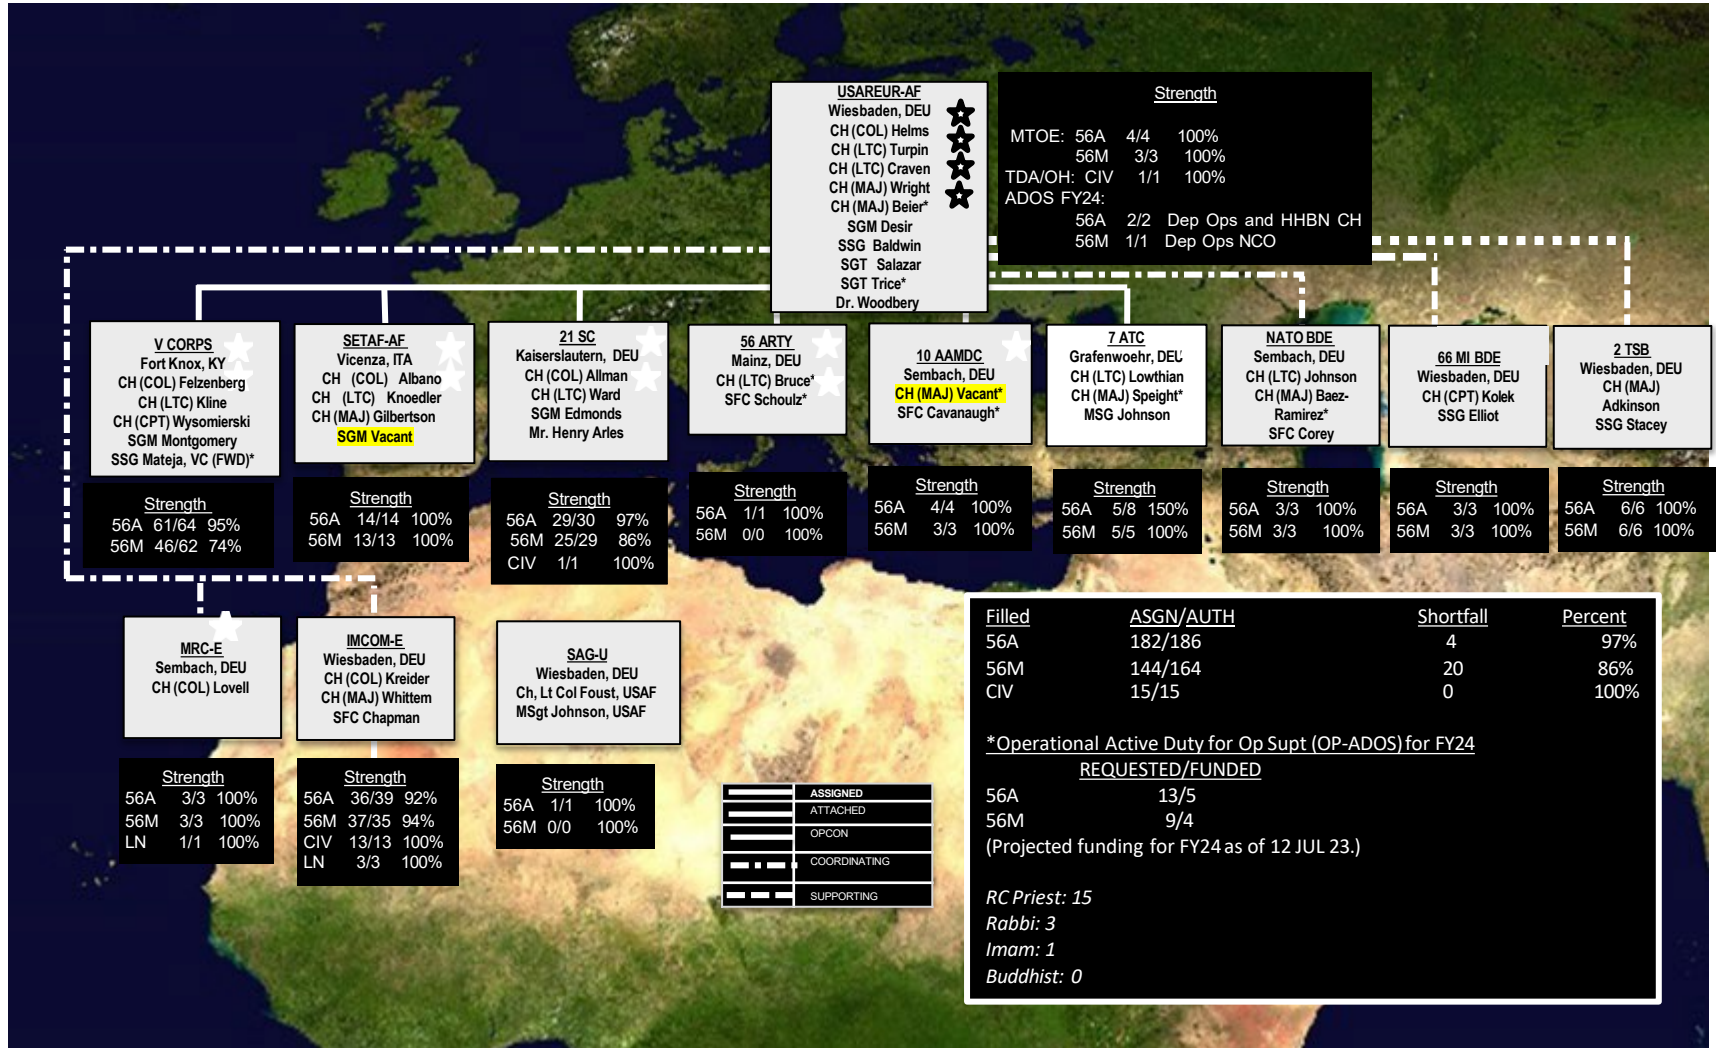 USAREUR-AF
Wiesbaden, DEU
CH (COL) Helms
CH (LTC) Turpin
CH (LTC) Craven
CH (MAJ) Wright
CH (MAJ) Beier*
SGM Desir
SSG Baldwin
SGT Salazar
SGT Trice*
Dr. Woodbery
Strength
MTOE: 56A 4/4 100%
56M 3/3 100%
TDA/OH: CIV 1/1 100%
ADOS FY24:
56A 2/2 Dep Ops and HHBN CH
56M 1/1 Dep Ops NCO
V CORPS
Fort Knox, KY
CH (COL) Felzenberg
CH (LTC) Kline
CH (CPT) Wysomierski
SGM Montgomery
SSG Mateja, VC (FWD)*
Strength
56A 61/64 95%
56M 46/62 74%
SETAF-AF
Vicenza, ITA
CH (COL) Albano
CH (LTC) Knoedler
CH (MAJ) Gilbertson
SGM Vacant
Strength
56A 14/14 100%
56M 13/13 100%
21 SC
Kaiserslautern, DEU
CH (COL) Allman
CH (LTC) Ward
SGM Edmonds
Mr. Henry Arles
Strength
56A 29/30 97%
56M 25/29 86%
CIV 1/1 100%
56 ARTY
Mainz, DEU
CH (LTC) Bruce*
SFC Schoulz*
Strength
56A 1/1 100%
56M 0/0 100%
10 AAMDC
Sembach, DEU
CH (MAJ) Vacant*
SFC Cavanaugh*
Strength
56A 4/4 100%
56M 3/3 100%
7 ATC
Grafenwoehr, DEU
CH (LTC) Lowthian
CH (MAJ) Speight*
MSG Johnson
Strength
56A 5/8 150%
56M 5/5 100%
NATO BDE
Sembach, DEU
CH (LTC) Johnson
CH (MAJ) Baez-
Ramirez*
SFC Corey
Strength
56A 3/3 100%
56M 3/3 100%
66 MI BDE
Wiesbaden, DEU
CH (CPT) Kolek
SSG Elliot
Strength
56A 3/3 100%
56M 3/3 100%
2 TSB
Wiesbaden, DEU
CH (MAJ)
Adkinson
SSG Stacey
Strength
56A 6/6 100%
56M 6/6 100%
MRC-E
Sembach, DEU
CH (COL) Lovell
Strength
56A 3/3 100%
56M 3/3 100%
LN 1/1 100%
IMCOM-E
Wiesbaden, DEU
CH (COL) Kreider
CH (MAJ) Whittem
SFC Chapman
Strength
56A 36/39 92%
56M 37/35 94%
CIV 13/13 100%
LN 3/3 100%
SAG-U
Wiesbaden, DEU
Ch, Lt Col Foust, USAF
MSgt Johnson, USAF
Strength
56A 1/1 100%
56M 0/0 100%
ASSIGNED
ATTACHED
OPCON
COORDINATING
SUPPORTING
Filled ASGN/AUTH Shortfall Percent
56A 182/186 4 97%
56M 144/164 20 86%
CIV 15/15 0 100%
*Operational Active Duty for Op Supt (OP-ADOS) for FY24
REQUESTED/FUNDED
56A 13/5
56M 9/4
(Projected funding for FY24 as of 12 JUL 23.)
RC Priest: 15
Rabbi: 3
Imam: 1
Buddhist: 0